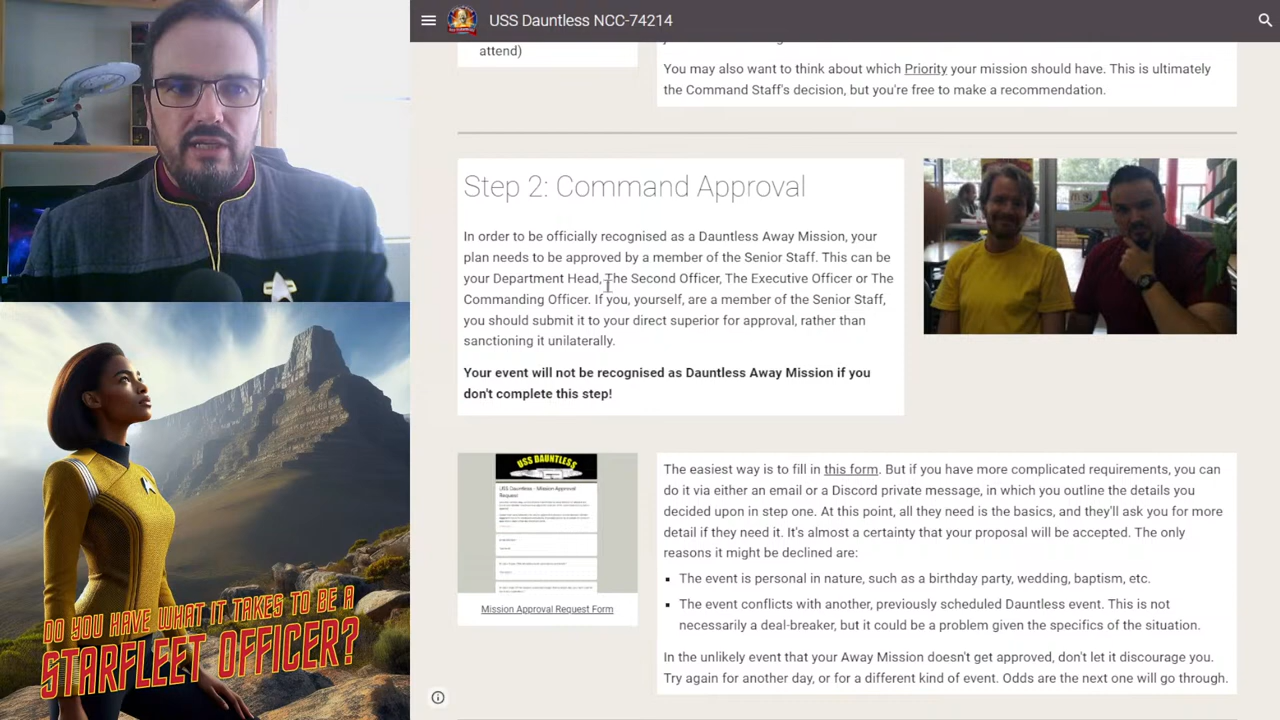 USS Dauntless NCC-74214
attend)
You may also want to think about which Priority your mission should have. This is ultimately
the Command Staff's decision, but you're free to make a recommendation.
Step 2: Command Approval
In order to be officially recognised as a Dauntless Away Mission, your
plan needs to be approved by a member of the Senior Staff. This can be
your Department Head, The Second Officer, The Executive Officer or The
Commanding Officer. If you, yourself, are a member of the Senior Staff,
you should submit it to your direct superior for approval, rather than
sanctioning it unilaterally.
Your event will not be recognised as Dauntless Away Mission if you
don't complete this step!
USS DAUNTLESS
USS Dauntless - Mission Approval
Request
Mission Approval Request Form
The easiest way is to fill in this form. But if you have more complicated requirements, you can
do it via either an email or a discord private message, in which you outline the details you
decided upon in step one. At this point, all they need is the basics, and they'll ask you for more
detail if they need it. It's almost a certainty that your proposal will be accepted. The only
reasons it might be declined are:
The event is personal in nature, such as a birthday party, wedding, baptism, etc.
The event conflicts with another, previously scheduled Dauntless event. This is not
necessarily a deal-breaker, but it could be a problem given the specifics of the situation.
In the unlikely event that your Away Mission doesn't get approved, don't let it discourage you.
Try again for another day, or for a different kind of event. Odds are the next one will go through.
DO YOU HAVE WHAT IT TAKES TO BE A
STARFLEET OFFICER?